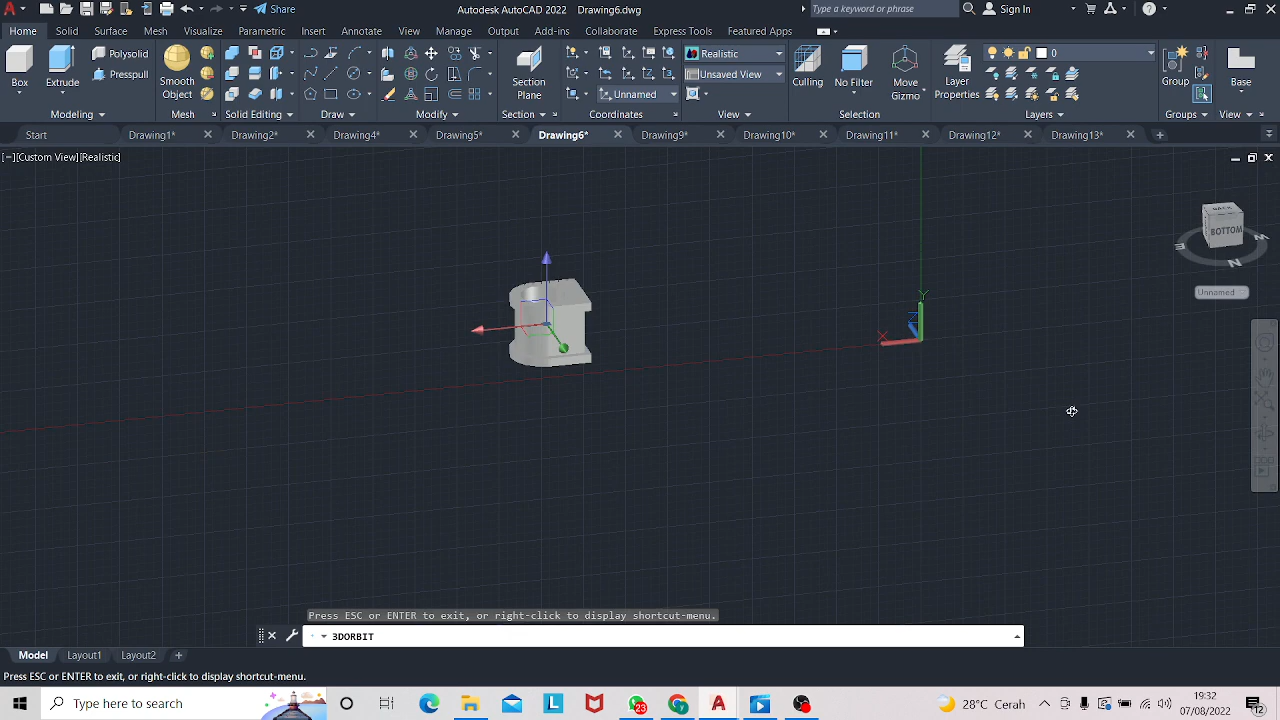 Share
Autodesk AutoCAD 2022 Drawing6.dwg
Type a keyword or phrase
Sign In
Home Solid Surface Mesh Visualize Parametric Insert Annotate View Manage Output Add-ins Collaborate Express Tools Featured Apps
Box
Extrude
Polysolid
Presspull
Smooth
Object
Section
Plane
Unnamed
Realistic
Unsaved View
Culling
No Filter
Move
Gizmo
Layer
Properties
0
Group
Base
Modeling Mesh Solid Editing Draw Modify Section Coordinates View Selection Layers Groups View
Start Drawing1* Drawing2* Drawing4* Drawing5* Drawing6* Drawing9* Drawing10* Drawing11* Drawing12* Drawing13*
[−][Custom View][Realistic]
BACK
BOTTOM
N
Unnamed
Y
Z
X
Press ESC or ENTER to exit, or right-click to display shortcut-menu.
3DORBIT
Model Layout1 Layout2
Press ESC or ENTER to exit, or right-click to display shortcut-menu.
Type here to search
L
23
A
28°C Cerah
19:32
07/08/2022
12